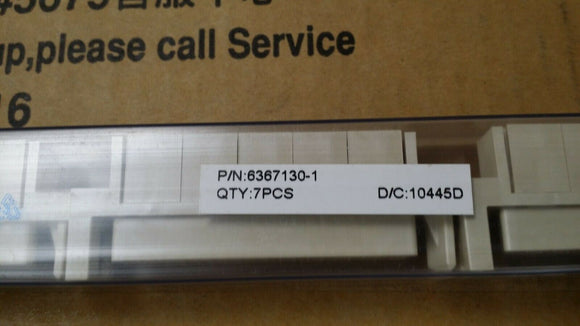 up,please call Service
16
P/N:6367130-1
QTY:7PCS D/C:10445D